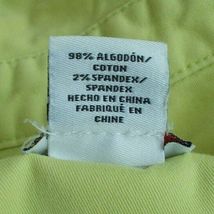 98% ALGODÓN/
COTON
2% SPANDEX/
SPANDEX
HECHO EN CHINA
FABRIQUÉ EN
CHINE